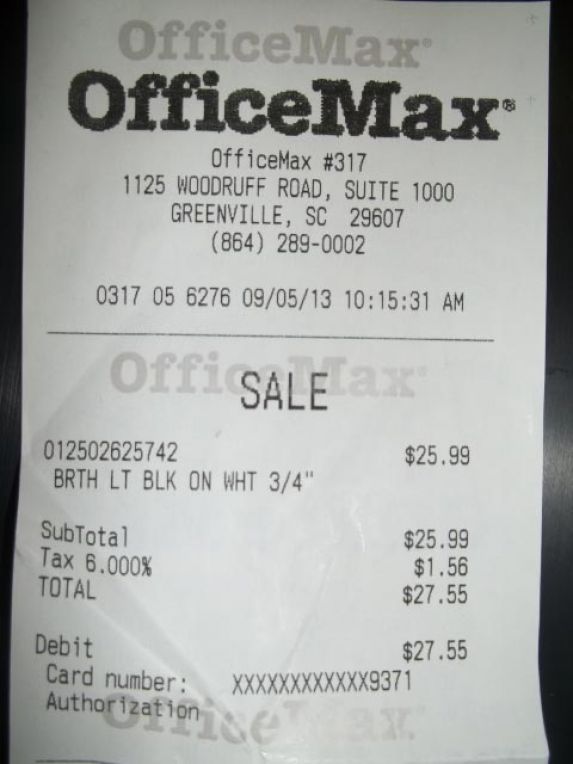 OfficeMax®
OfficeMax®
OfficeMax #317
1125 WOODRUFF ROAD, SUITE 1000
GREENVILLE, SC 29607
(864) 289-0002
0317 05 6276 09/05/13 10:15:31 AM
OfficeMax®
SALE
012502625742 $25.99
BRTH LT BLK ON WHT 3/4"
SubTotal $25.99
Tax 6.000% $1.56
TOTAL $27.55
Debit $27.55
Card number: XXXXXXXXXXXX9371
Authorization
OfficeMax